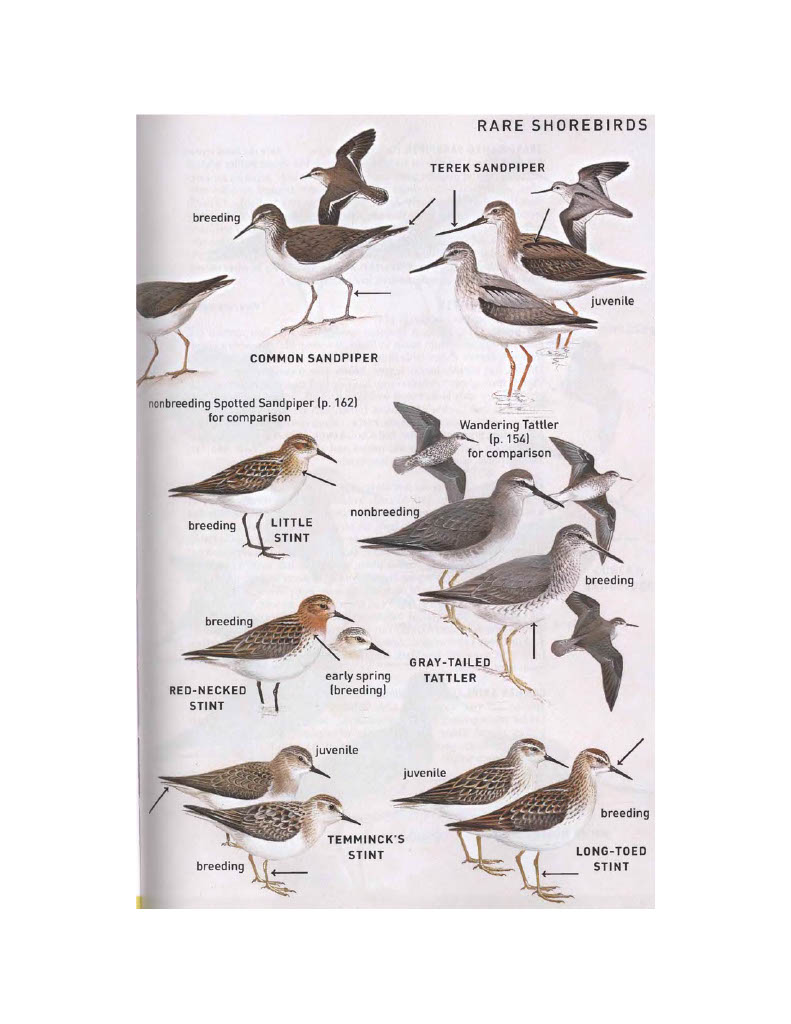 RARE SHOREBIRDS
TEREK SANDPIPER
breeding
juvenile
COMMON SANDPIPER
nonbreeding Spotted Sandpiper (p. 162)
for comparison
Wandering Tattler
(p. 154)
for comparison
nonbreeding
breeding
LITTLE
STINT
breeding
breeding
early spring
(breeding)
RED-NECKED
STINT
GRAY-TAILED
TATTLER
juvenile
juvenile
breeding
TEMMINCK'S
STINT
LONG-TOED
STINT
breeding